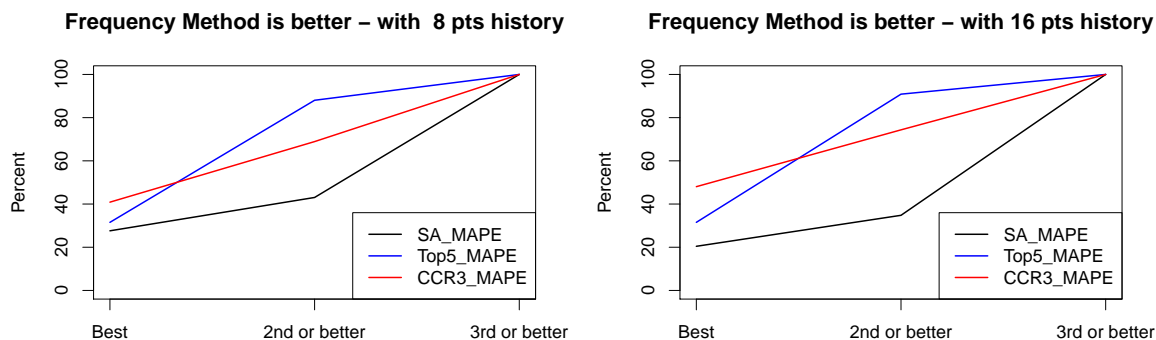 Frequency Method is better – with 8 pts history
Percent
100
80
60
40
20
0
SA_MAPE
Top5_MAPE
CCR3_MAPE
Best
2nd or better
3rd or better
Frequency Method is better – with 16 pts history
Percent
100
80
60
40
20
0
SA_MAPE
Top5_MAPE
CCR3_MAPE
Best
2nd or better
3rd or better